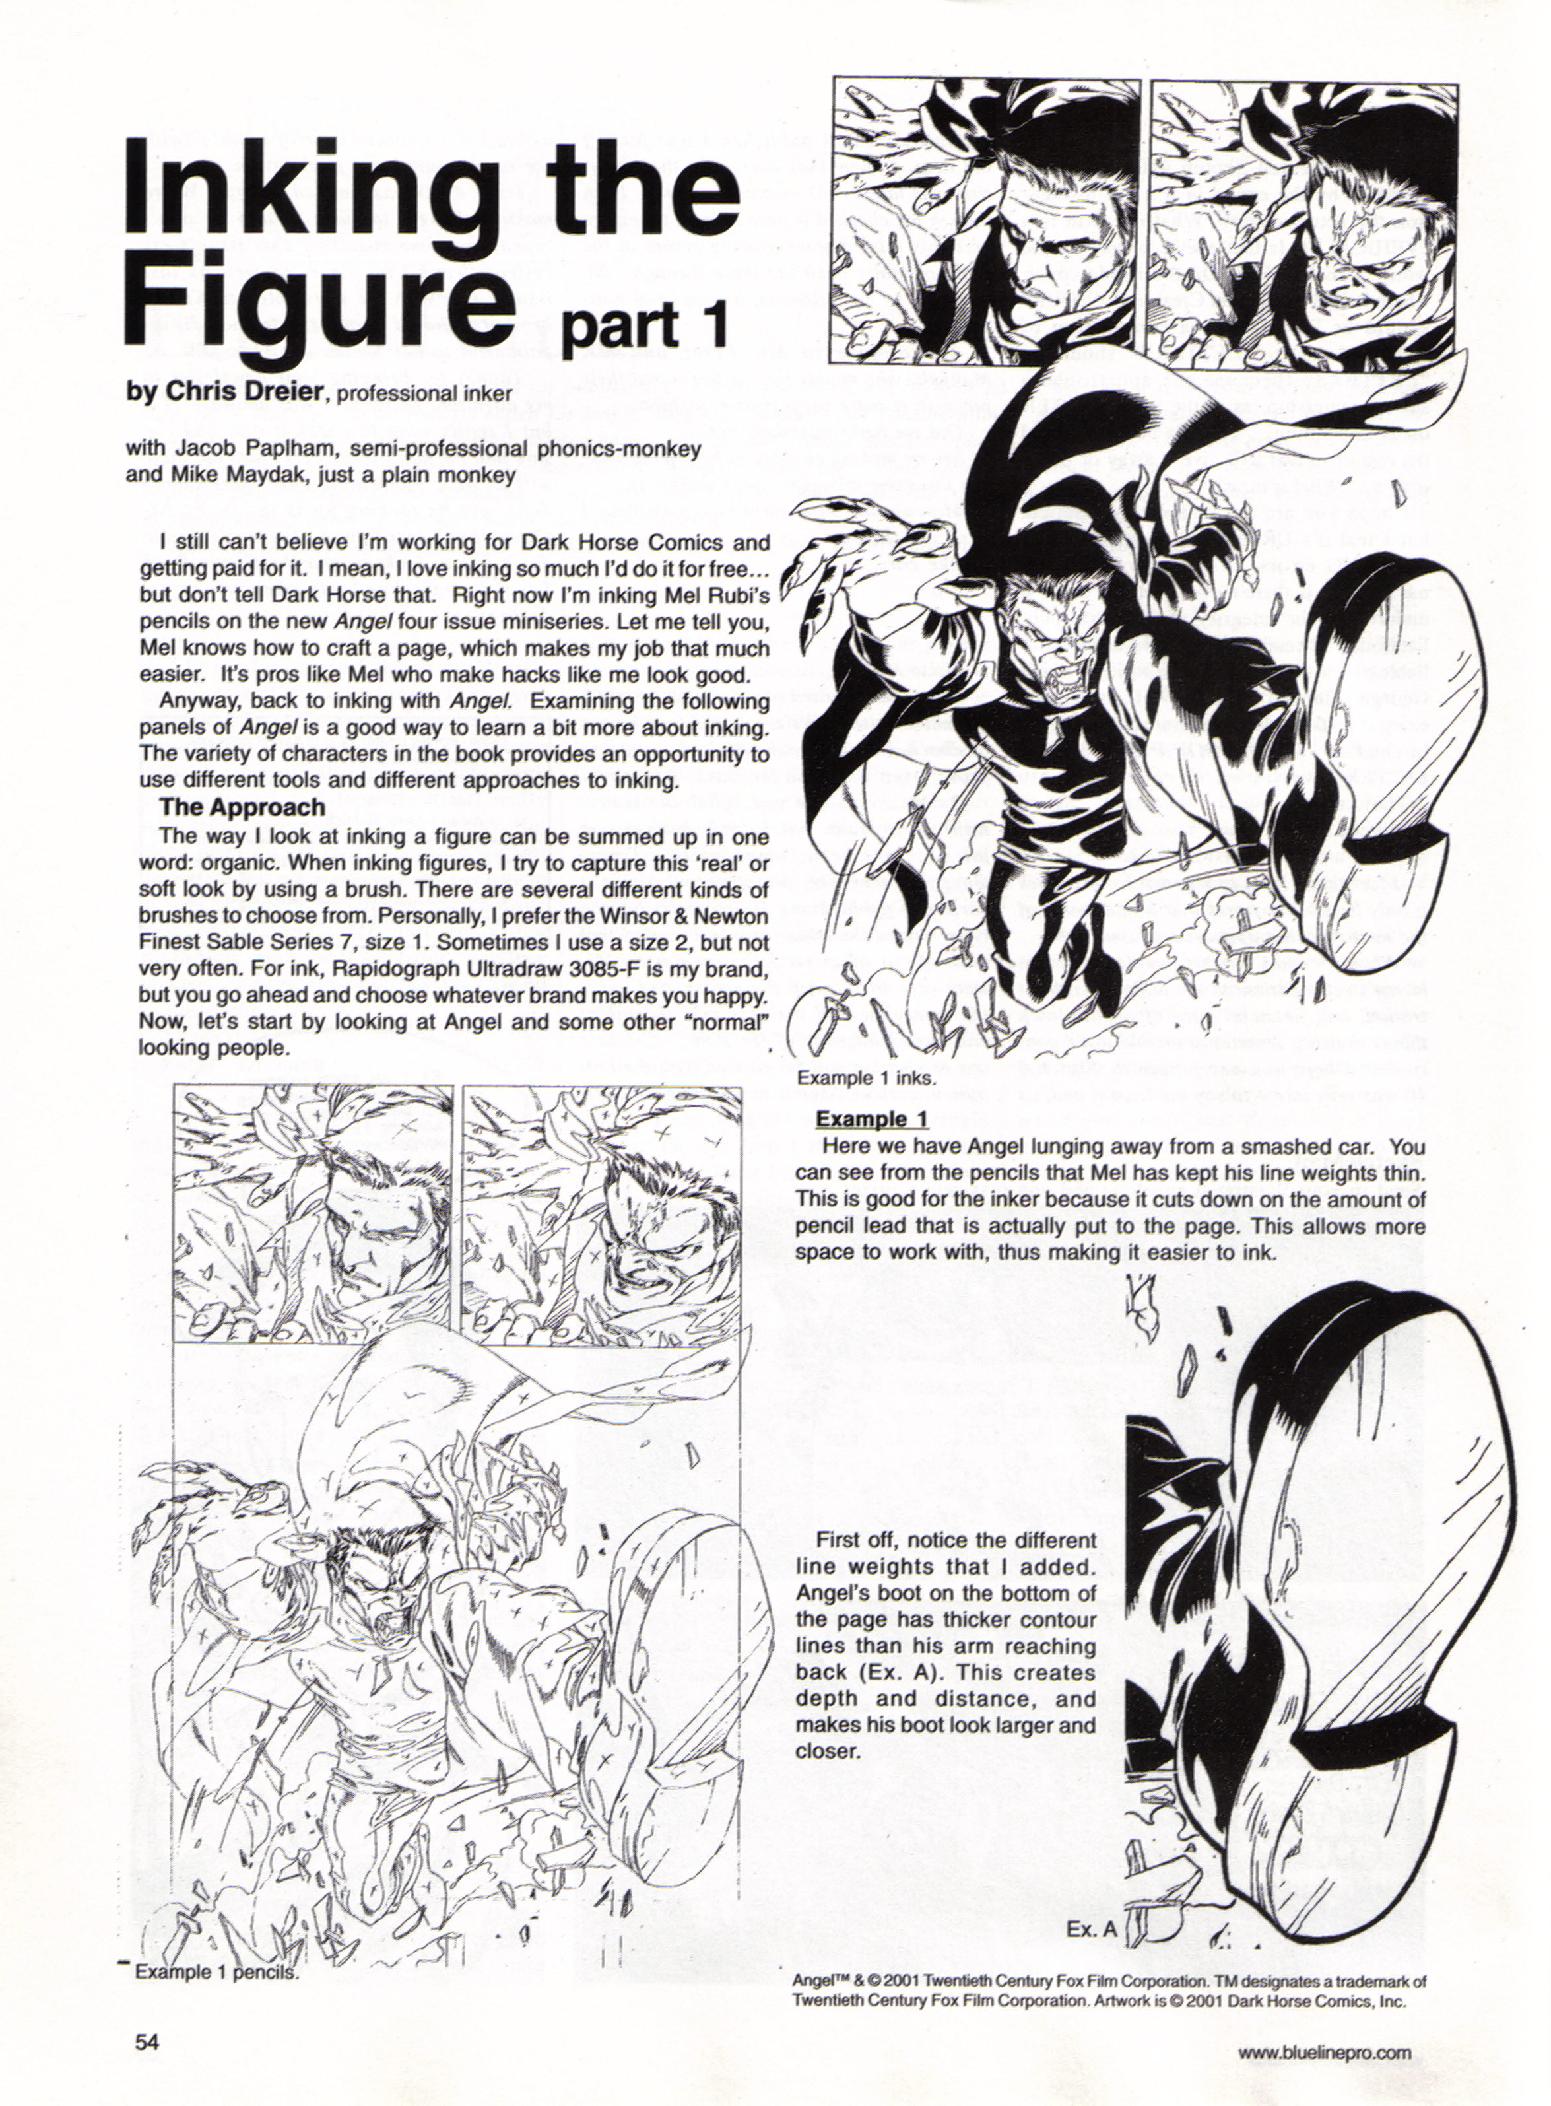 Inking the
Figure part 1
by Chris Dreier, professional inker
with Jacob Paplham, semi-professional phonics-monkey
and Mike Maydak, just a plain monkey
I still can't believe I'm working for Dark Horse Comics and
getting paid for it. I mean, I love inking so much I'd do it for free...
but don't tell Dark Horse that. Right now I'm inking Mel Rubi's
pencils on the new Angel four issue miniseries. Let me tell you,
Mel knows how to craft a page, which makes my job that much
easier. It's pros like Mel who make hacks like me look good.
Anyway, back to inking with Angel. Examining the following
panels of Angel is a good way to learn a bit more about inking.
The variety of characters in the book provides an opportunity to
use different tools and different approaches to inking.
The Approach
The way I look at inking a figure can be summed up in one
word: organic. When inking figures, I try to capture this 'real' or
soft look by using a brush. There are several different kinds of
brushes to choose from. Personally, I prefer the Winsor & Newton
Finest Sable Series 7, size 1. Sometimes I use a size 2, but not
very often. For ink, Rapidograph Ultradraw 3085-F is my brand,
but you go ahead and choose whatever brand makes you happy.
Now, let's start by looking at Angel and some other "normal"
looking people.
Example 1 pencils.
Example 1 inks.
Example 1
Here we have Angel lunging away from a smashed car. You
can see from the pencils that Mel has kept his line weights thin.
This is good for the inker because it cuts down on the amount of
pencil lead that is actually put to the page. This allows more
space to work with, thus making it easier to ink.
First off, notice the different
line weights that I added.
Angel's boot on the bottom of
the page has thicker contour
lines than his arm reaching
back (Ex. A). This creates
depth and distance, and
makes his boot look larger and
closer.
Ex. A
Angel™ & © 2001 Twentieth Century Fox Film Corporation. TM designates a trademark of
Twentieth Century Fox Film Corporation. Artwork is © 2001 Dark Horse Comics, Inc.
54
www.bluelinepro.com